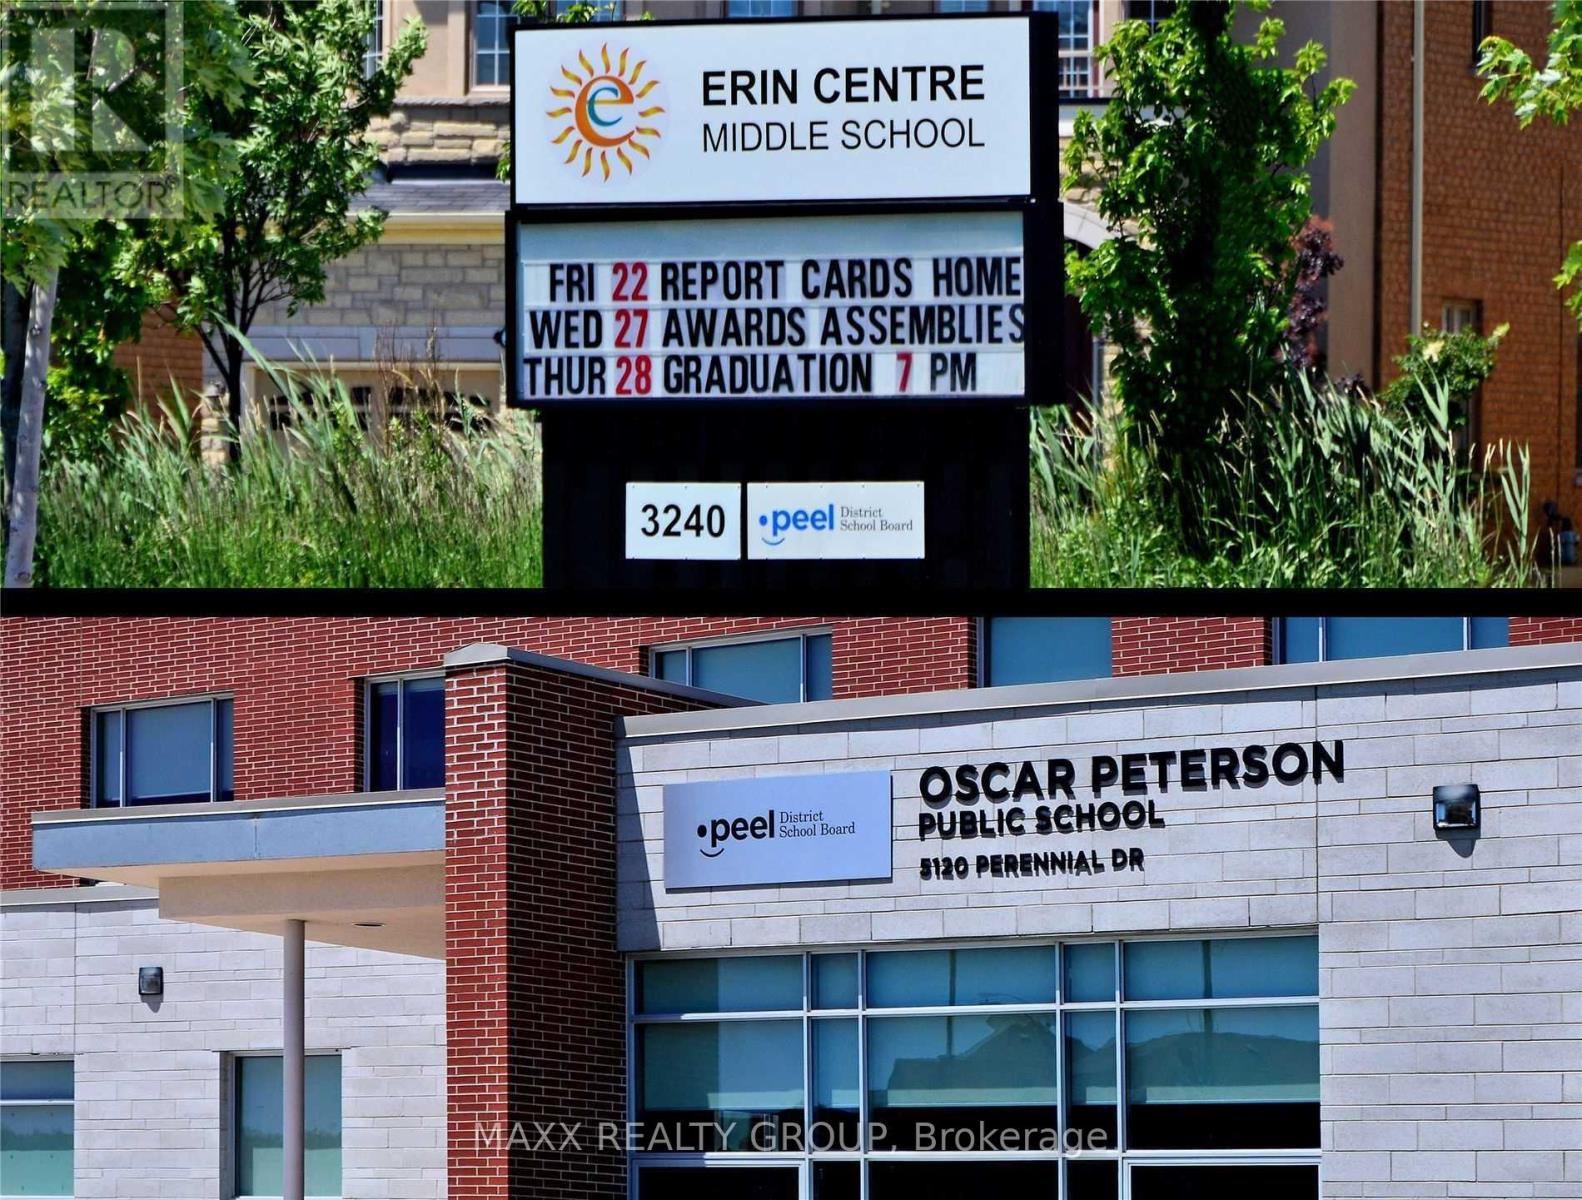 REALTOR®
ERIN CENTRE
MIDDLE SCHOOL
FRI 22 REPORT CARDS HOME
WED 27 AWARDS ASSEMBLIES
THUR 28 GRADUATION 7 PM
3240
peel District
School Board
OSCAR PETERSON
PUBLIC SCHOOL
5120 PERENNIAL DR
peel District
School Board
MAXX REALTY GROUP, Brokerage